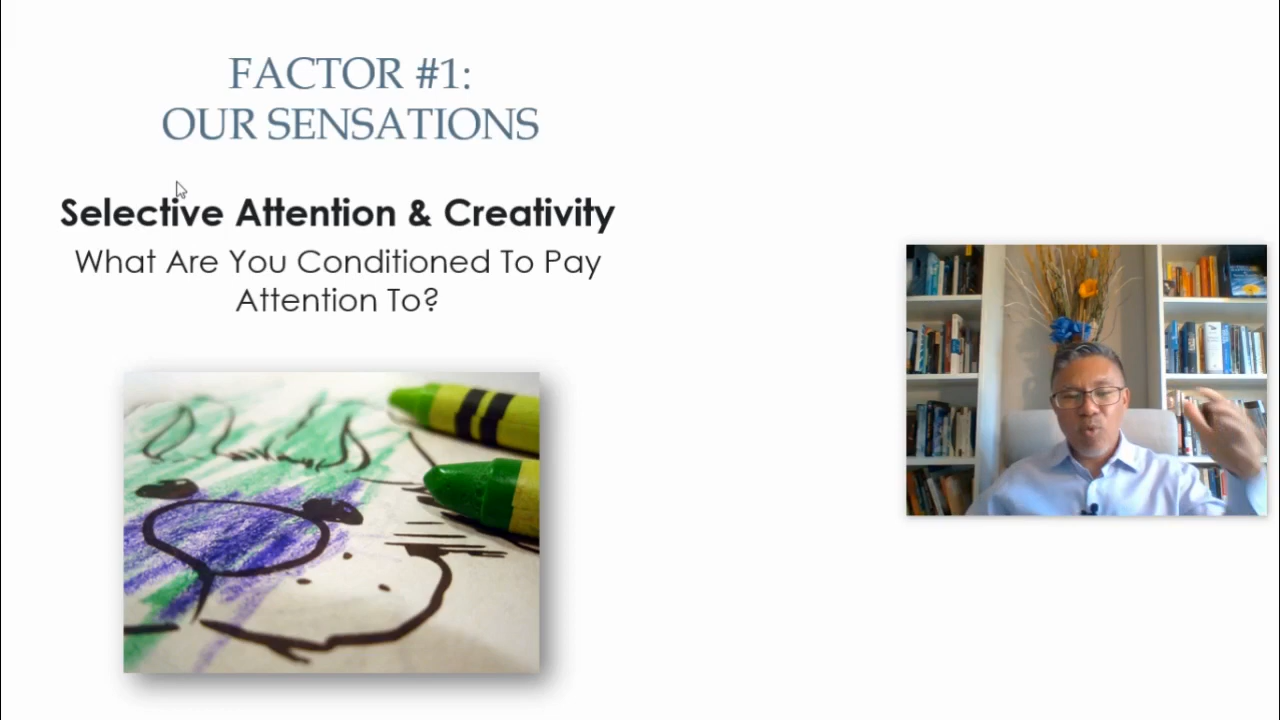 FACTOR #1:
OUR SENSATIONS
Selective Attention & Creativity
What Are You Conditioned To Pay
Attention To?